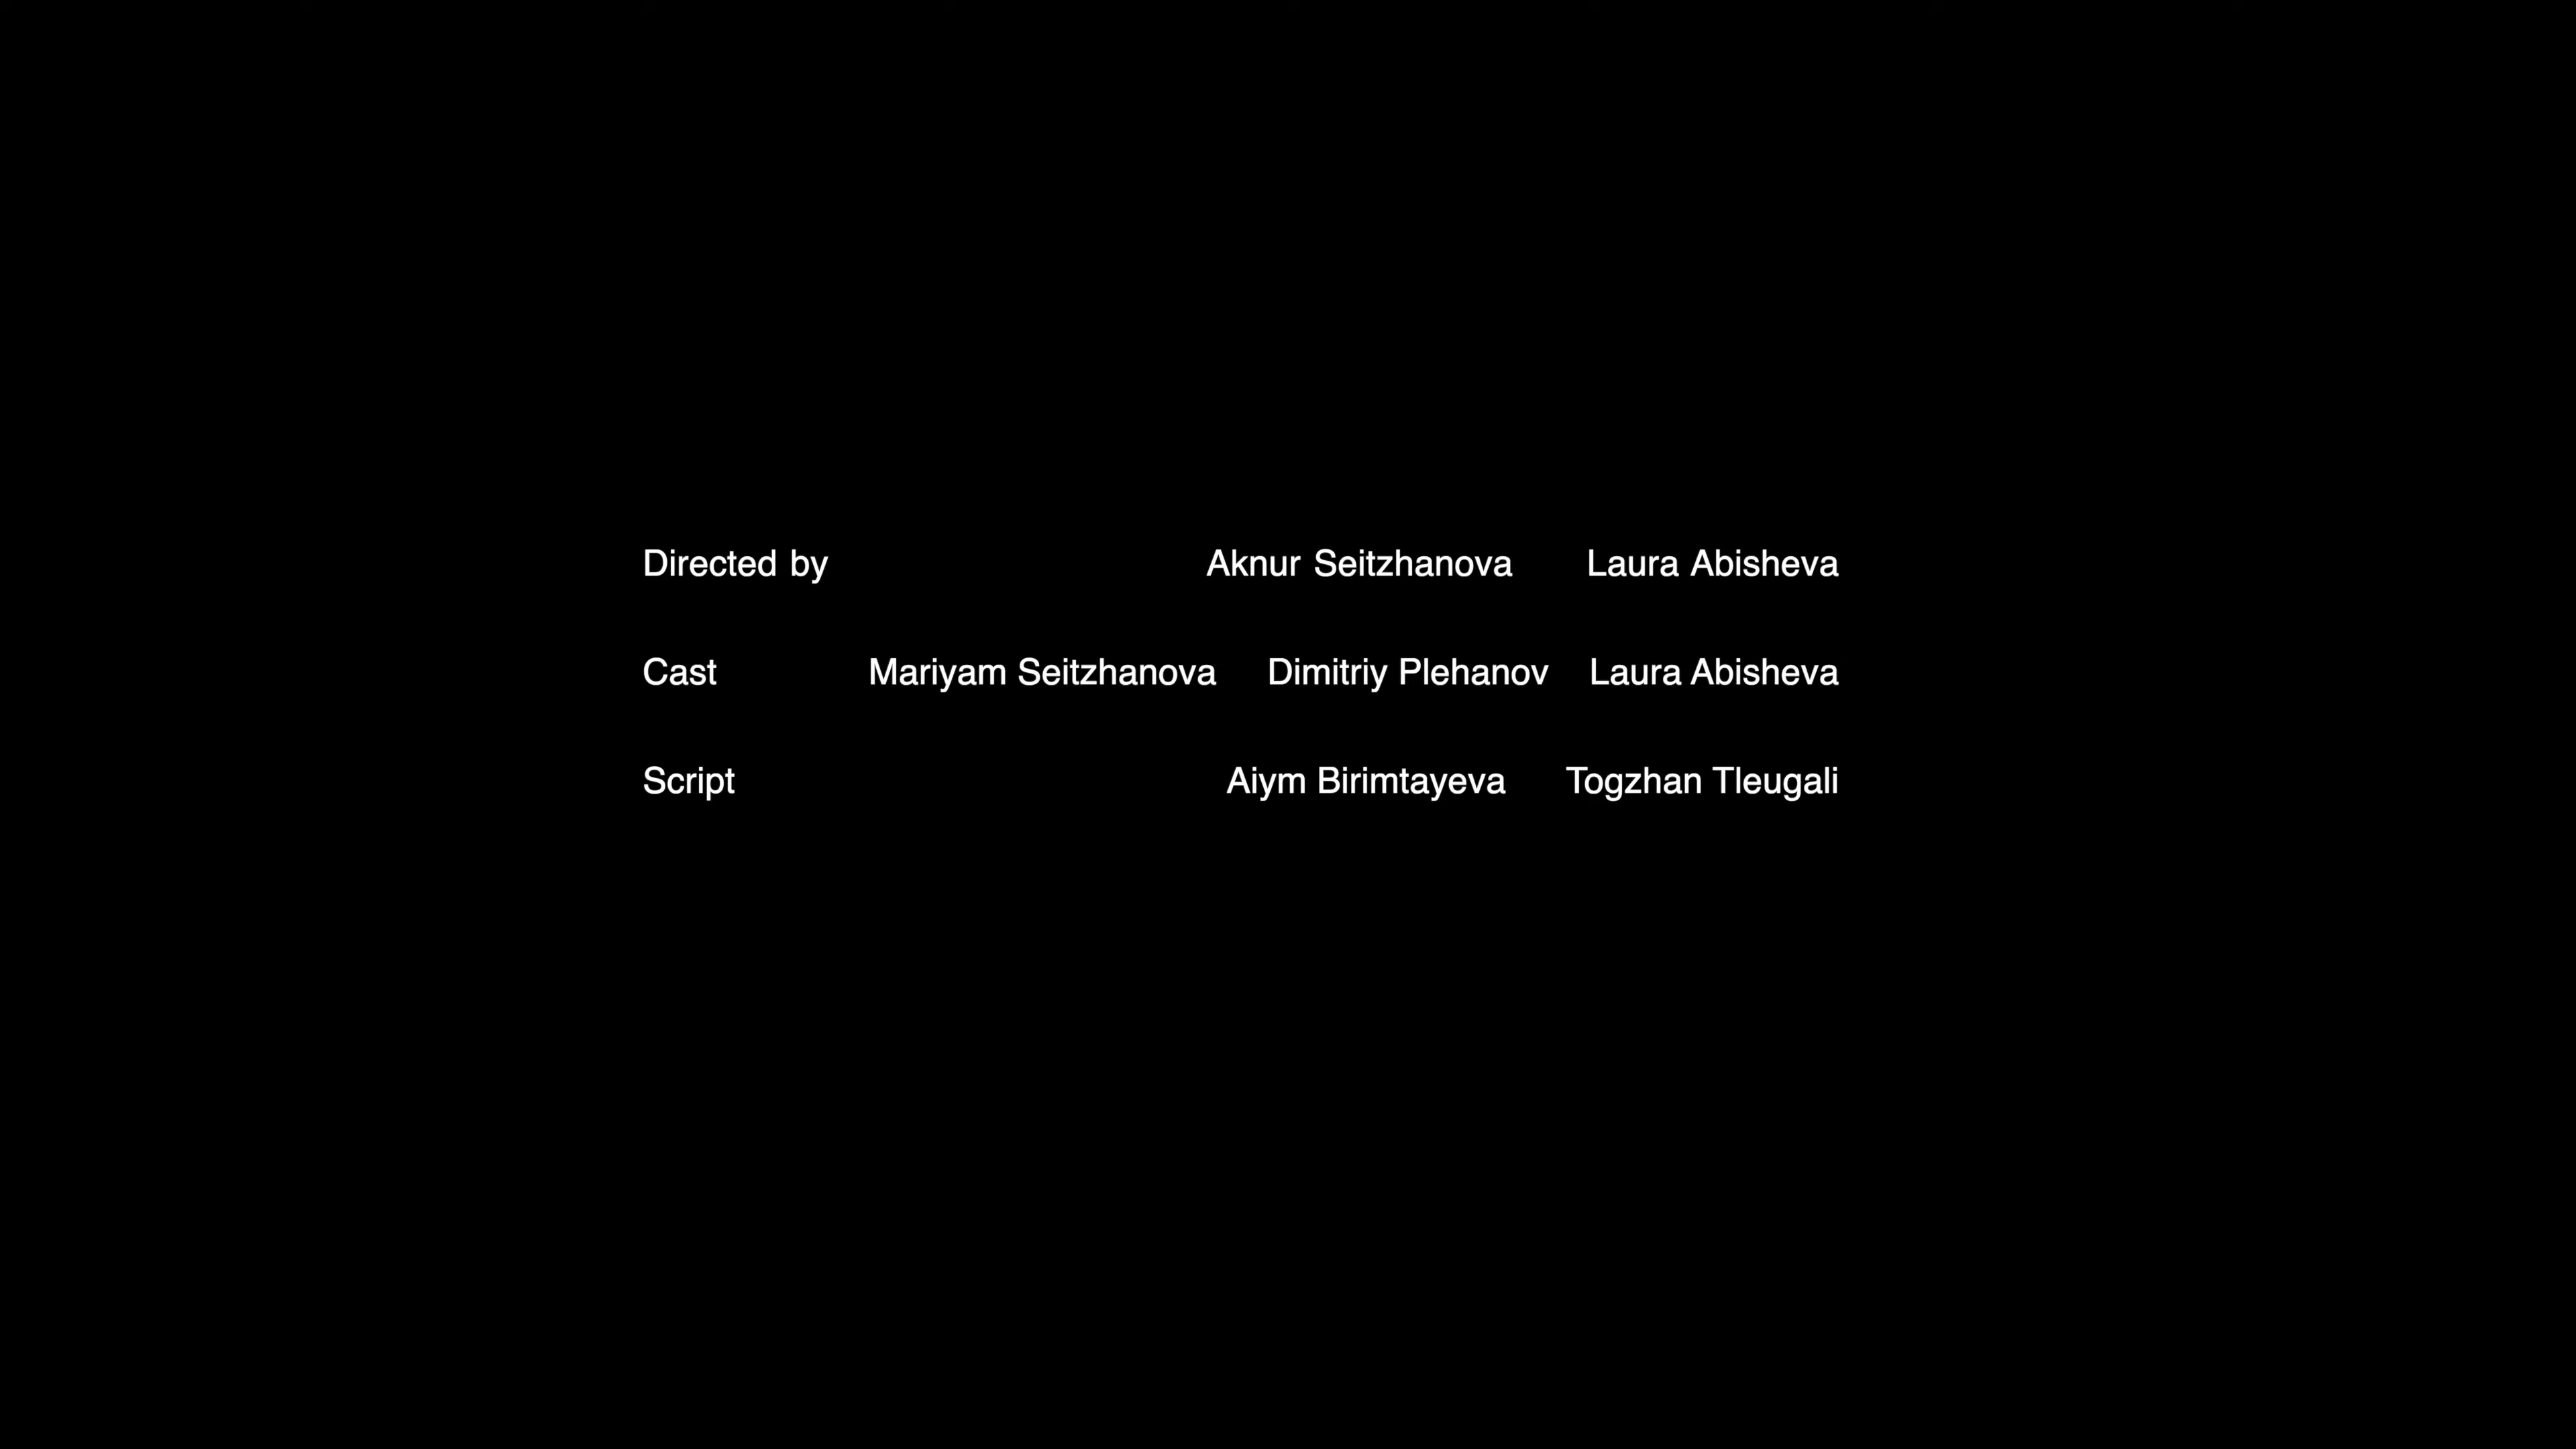 Directed by Aknur Seitzhanova Laura Abisheva
Cast Mariyam Seitzhanova Dimitriy Plehanov Laura Abisheva
Script Aiym Birimtayeva Togzhan Tleugali